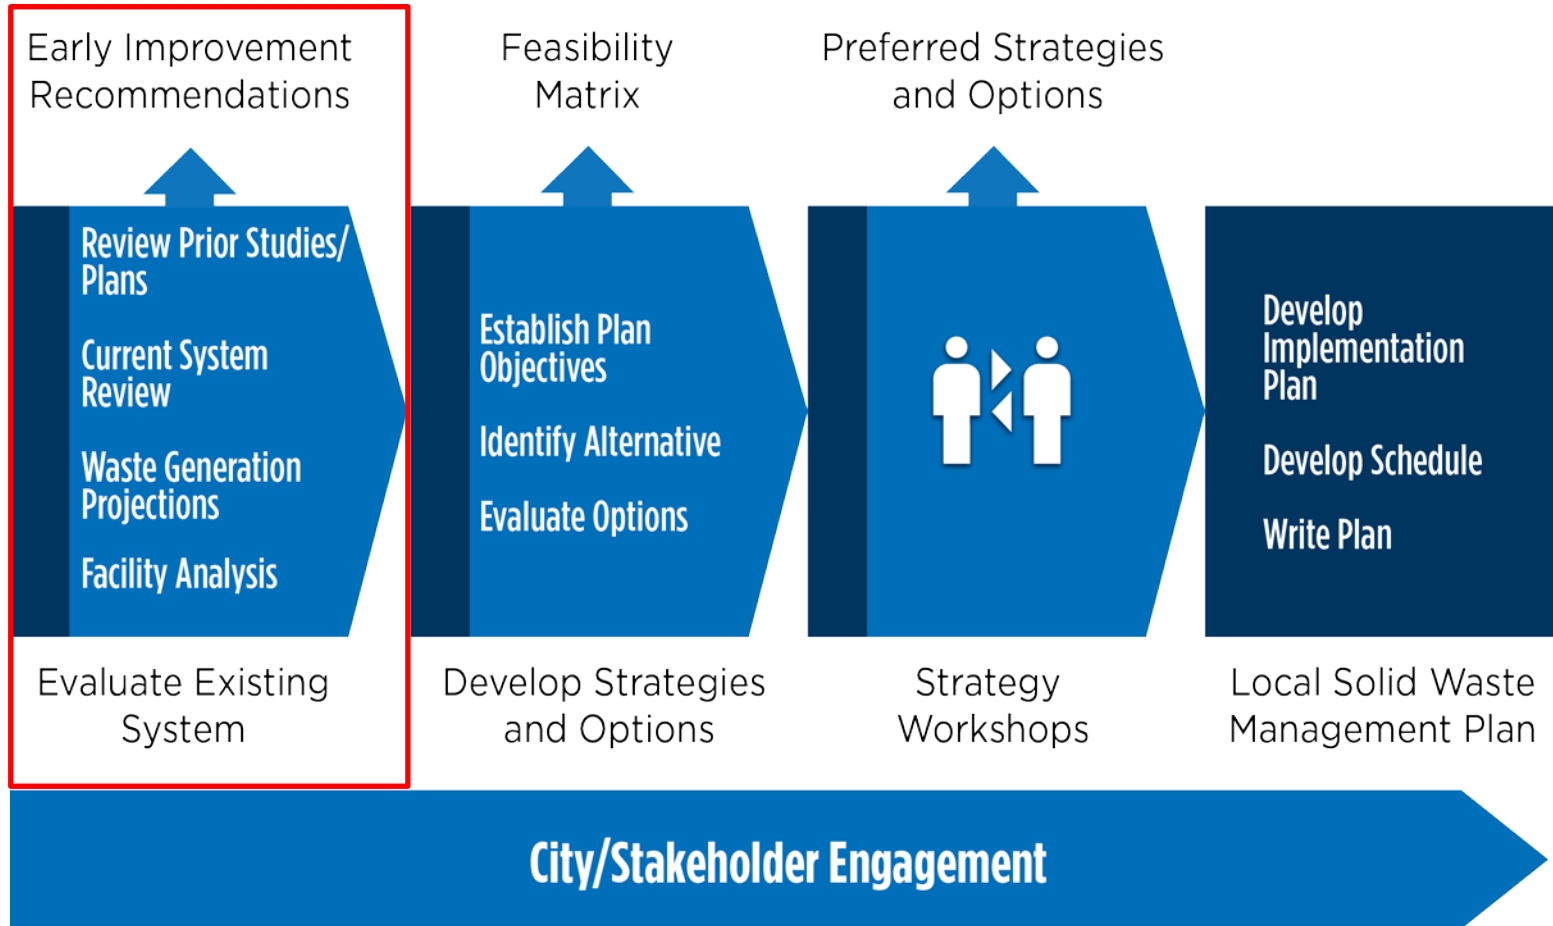 Early Improvement
Recommendations
Review Prior Studies/
Plans
Current System
Review
Waste Generation
Projections
Facility Analysis
Evaluate Existing
System
Feasibility
Matrix
Establish Plan
Objectives
Identify Alternative
Evaluate Options
Develop Strategies
and Options
Preferred Strategies
and Options
Strategy
Workshops
Develop
Implementation
Plan
Develop Schedule
Write Plan
Local Solid Waste
Management Plan
City/Stakeholder Engagement